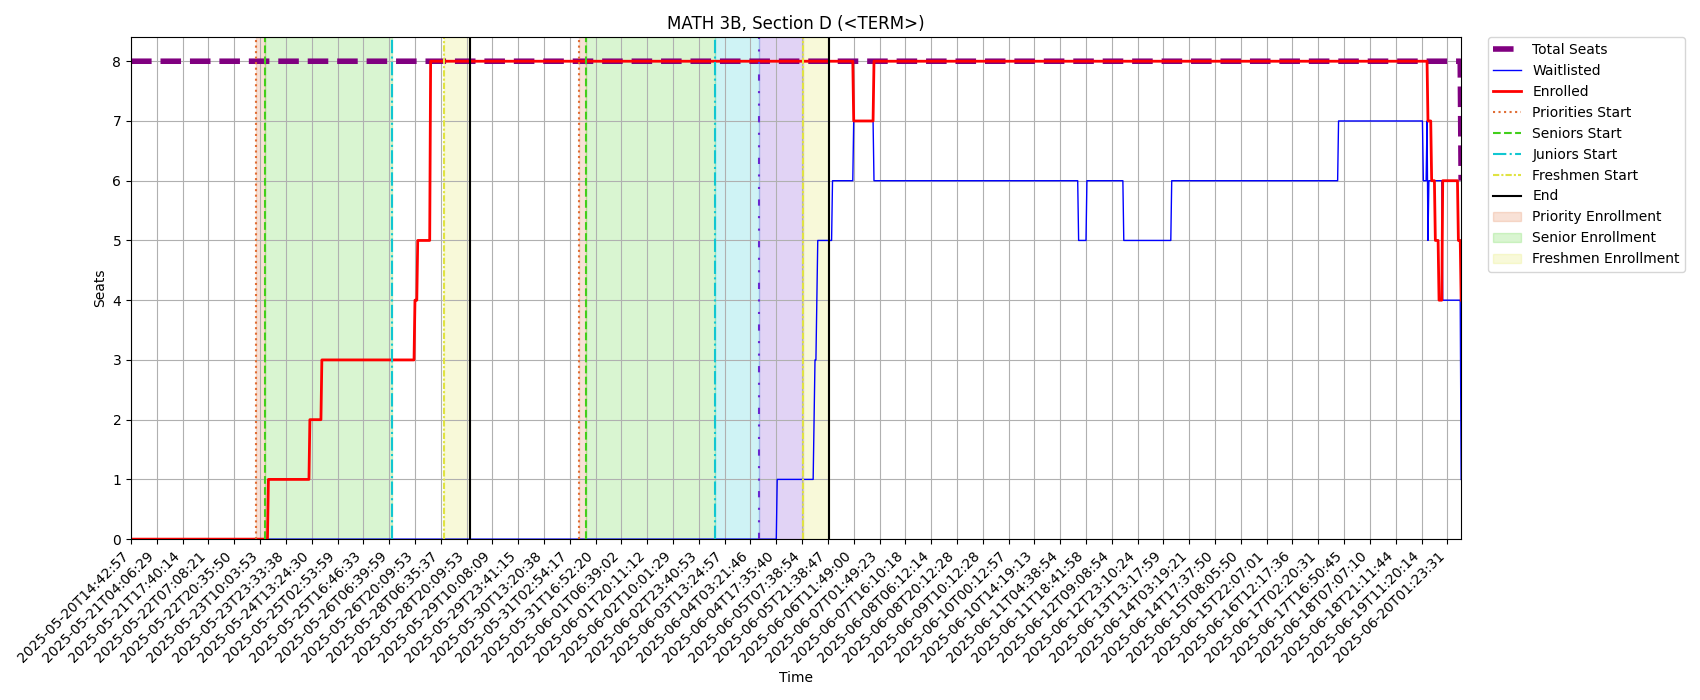 MATH 3B, Section D (<TERM>)
Total Seats
Waitlisted
Enrolled
Priorities Start
Seniors Start
Juniors Start
Freshmen Start
End
Priority Enrollment
Senior Enrollment
Freshmen Enrollment
Seats
8
7
6
5
4
3
2
1
0
2025-05-20T14:42:57
2025-05-21T04:06:29
2025-05-21T17:40:14
2025-05-22T07:08:21
2025-05-22T20:35:50
2025-05-23T10:03:53
2025-05-23T23:33:38
2025-05-24T13:24:30
2025-05-25T02:53:59
2025-05-25T16:46:33
2025-05-26T06:39:59
2025-05-26T20:09:53
2025-05-28T06:35:37
2025-05-28T20:09:53
2025-05-29T10:08:09
2025-05-29T23:41:15
2025-05-30T13:20:38
2025-05-31T02:54:17
2025-05-31T16:52:20
2025-06-01T06:39:02
2025-06-01T20:11:12
2025-06-02T10:01:29
2025-06-02T23:40:53
2025-06-03T13:24:57
2025-06-04T03:21:46
2025-06-04T17:35:40
2025-06-05T07:38:54
2025-06-05T21:38:47
2025-06-06T11:49:00
2025-06-07T01:49:23
2025-06-07T16:10:18
2025-06-08T06:12:14
2025-06-08T20:12:28
2025-06-09T10:12:28
2025-06-10T00:12:57
2025-06-10T14:19:13
2025-06-11T04:38:54
2025-06-11T18:41:58
2025-06-12T09:08:54
2025-06-12T23:10:24
2025-06-13T13:17:59
2025-06-14T03:19:21
2025-06-14T17:37:50
2025-06-15T08:05:50
2025-06-15T22:07:01
2025-06-16T12:17:36
2025-06-17T02:20:31
2025-06-17T16:50:45
2025-06-18T07:07:10
2025-06-18T21:11:44
2025-06-19T11:20:14
2025-06-20T01:23:31
Time